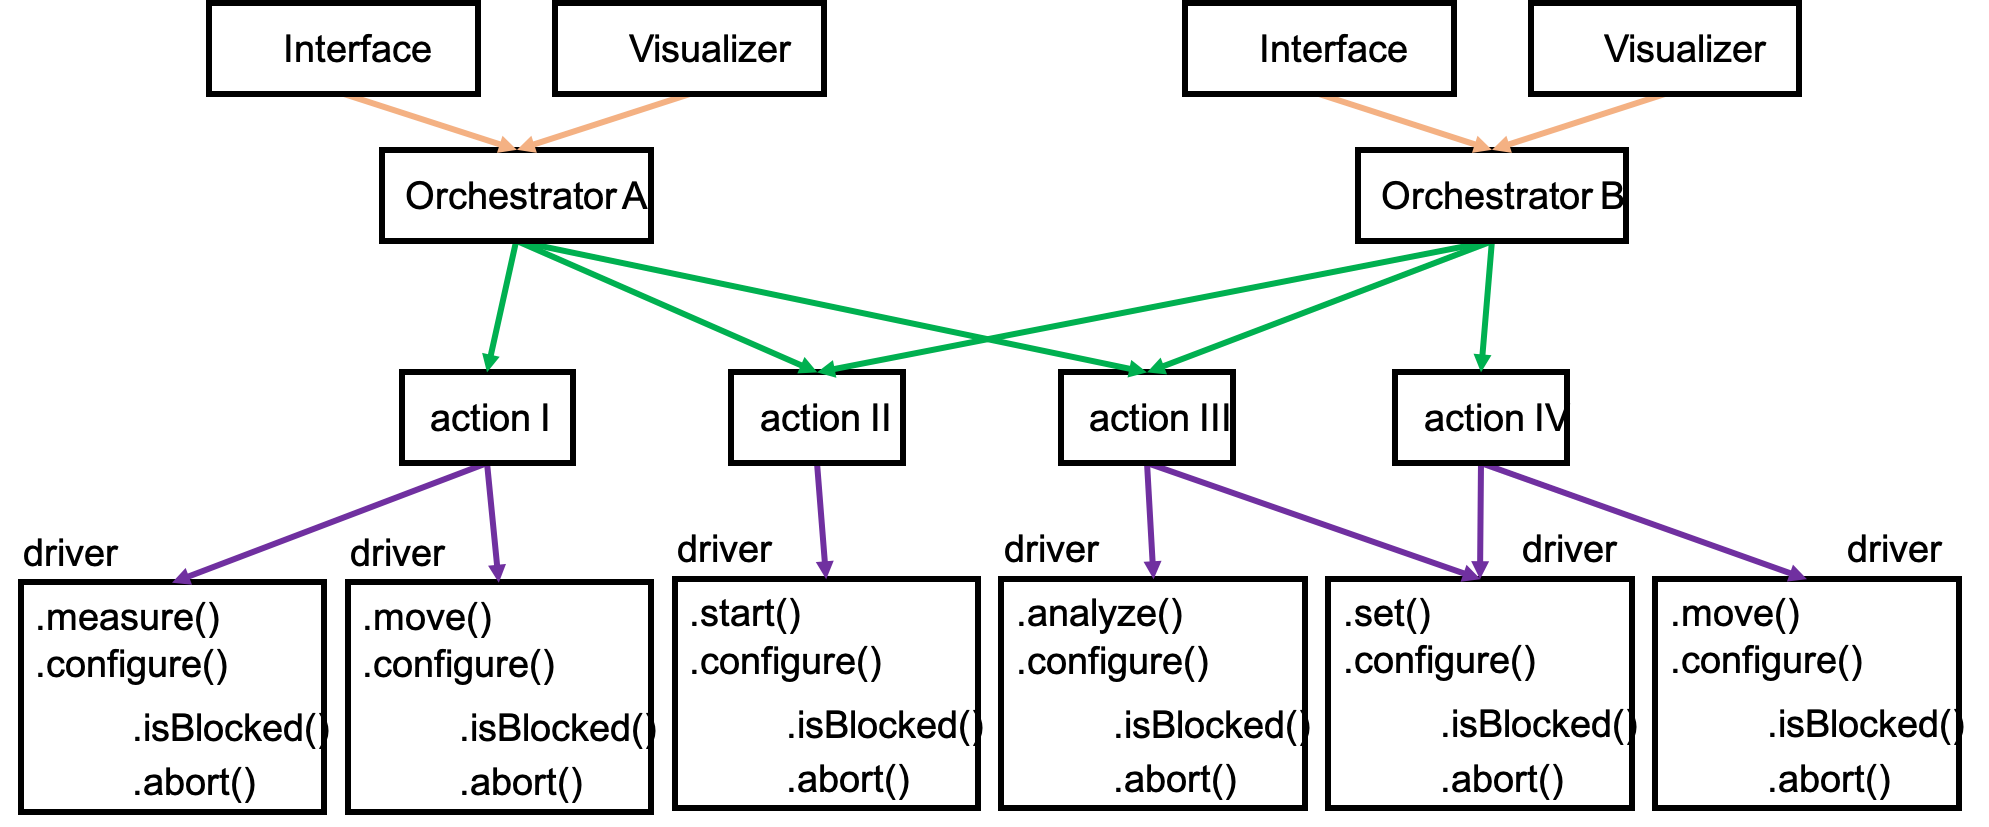 Interface
Visualizer
Interface
Visualizer
Orchestrator A
Orchestrator B
action I
action II
action III
action IV
driver
.measure()
.configure()
.isBlocked()
.abort()
driver
.move()
.configure()
.isBlocked()
.abort()
driver
.start()
.configure()
.isBlocked()
.abort()
driver
.analyze()
.configure()
.isBlocked()
.abort()
driver
.set()
.configure()
.isBlocked()
.abort()
driver
.move()
.configure()
.isBlocked()
.abort()